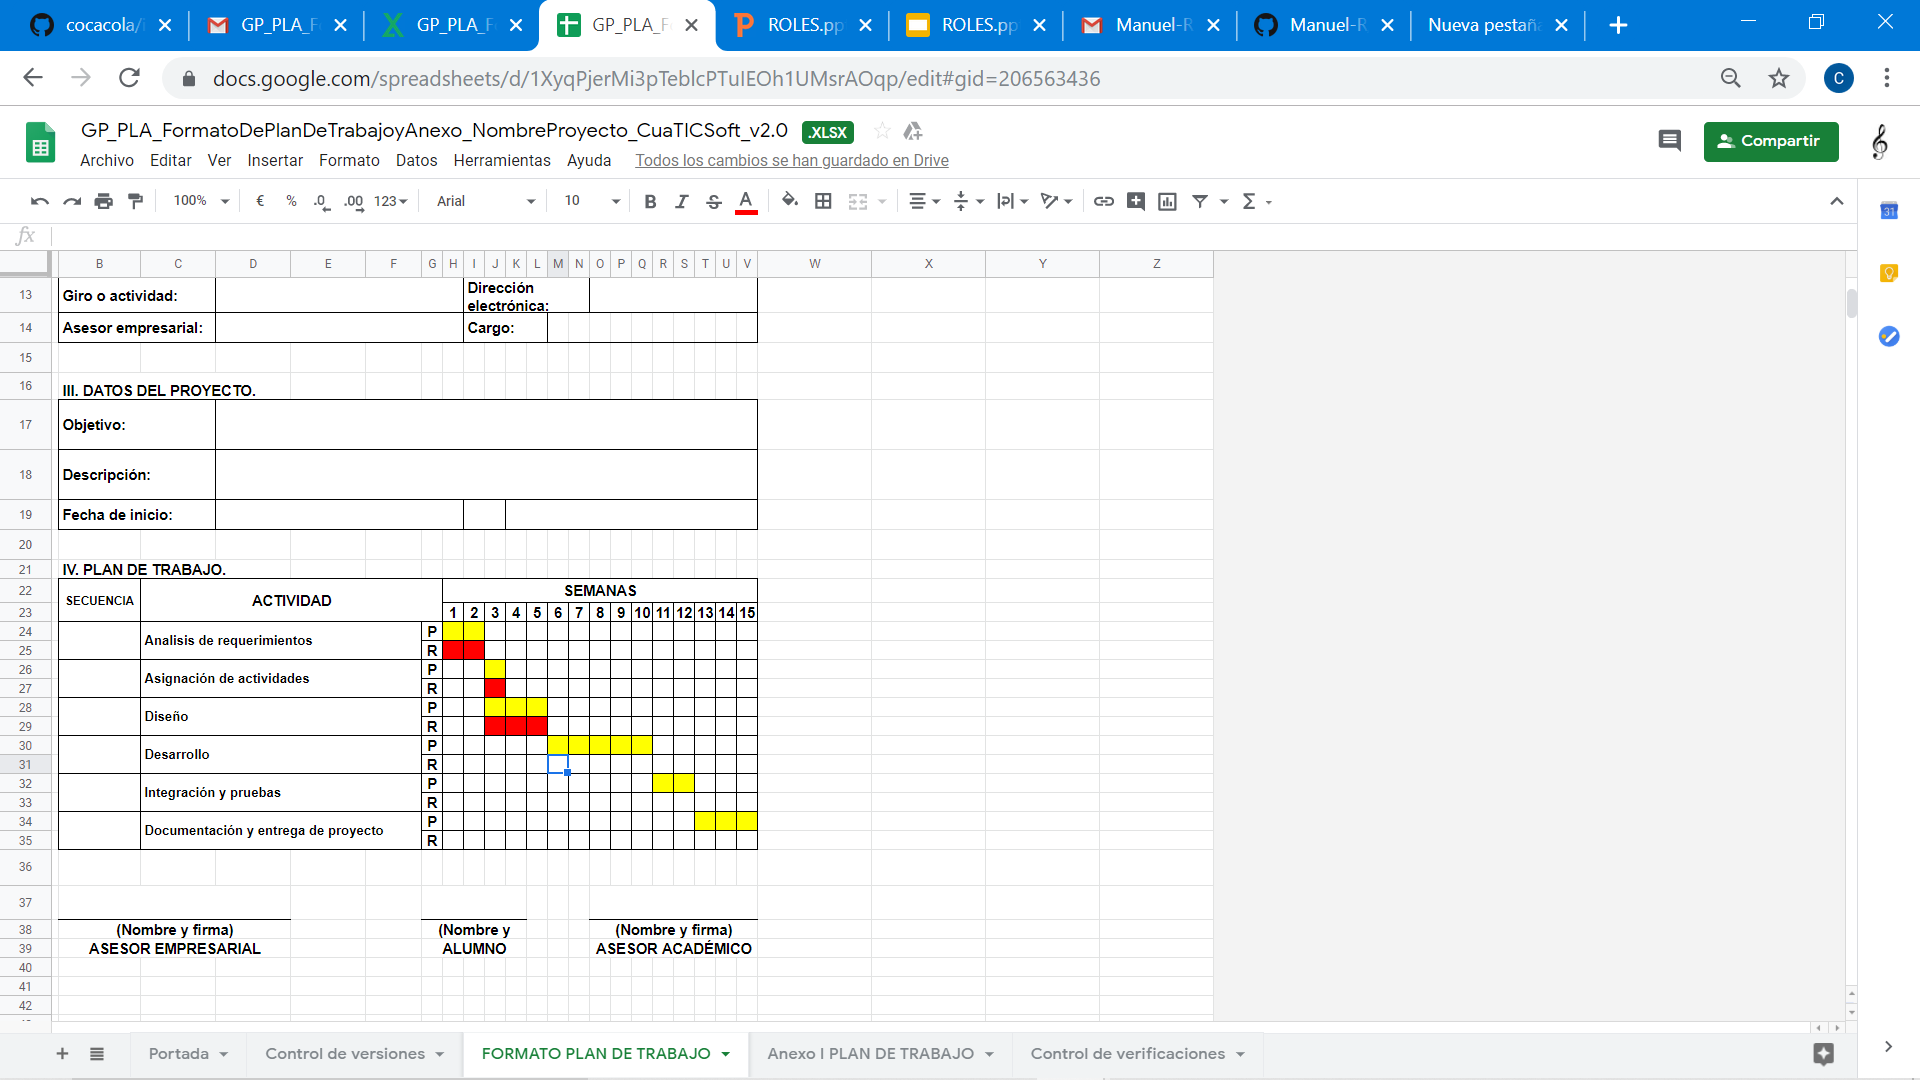 cocacola/
GP_PLA_F
GP_PLA_F
GP_PLA_F
ROLES.pp
ROLES.pp
Manuel-R
Manuel-R
Nueva pestañ
docs.google.com/spreadsheets/d/1XyqPjerMi3pTeblcPTuIEOh1UMsrAOqp/edit#gid=206563436
C
GP_PLA_FormatoDePlanDeTrabajoyAnexo_NombreProyecto_CuaTICSoft_v2.0 .XLSX
Archivo Editar Ver Insertar Formato Datos Herramientas Ayuda Todos los cambios se han guardado en Drive
Compartir
100% € % .0 .00 123 Arial 10 B I S A Σ
31
fx
B C D E F G H I J K L M N O P Q R S T U V W X Y Z
13 Giro o actividad: Dirección electrónica:
14 Asesor empresarial: Cargo:
15
16 III. DATOS DEL PROYECTO.
17 Objetivo:
18 Descripción:
19 Fecha de inicio:
20
21 IV. PLAN DE TRABAJO.
22 SECUENCIA ACTIVIDAD SEMANAS
23 1 2 3 4 5 6 7 8 9 10 11 12 13 14 15
24 Analisis de requerimientos P
25 R
26 Asignación de actividades P
27 R
28 Diseño P
29 R
30 Desarrollo P
31 R
32 Integración y pruebas P
33 R
34 Documentación y entrega de proyecto P
35 R
36
37
38 (Nombre y firma) (Nombre y (Nombre y firma)
39 ASESOR EMPRESARIAL ALUMNO ASESOR ACADÉMICO
40
41
42
Portada Control de versiones FORMATO PLAN DE TRABAJO Anexo I PLAN DE TRABAJO Control de verificaciones